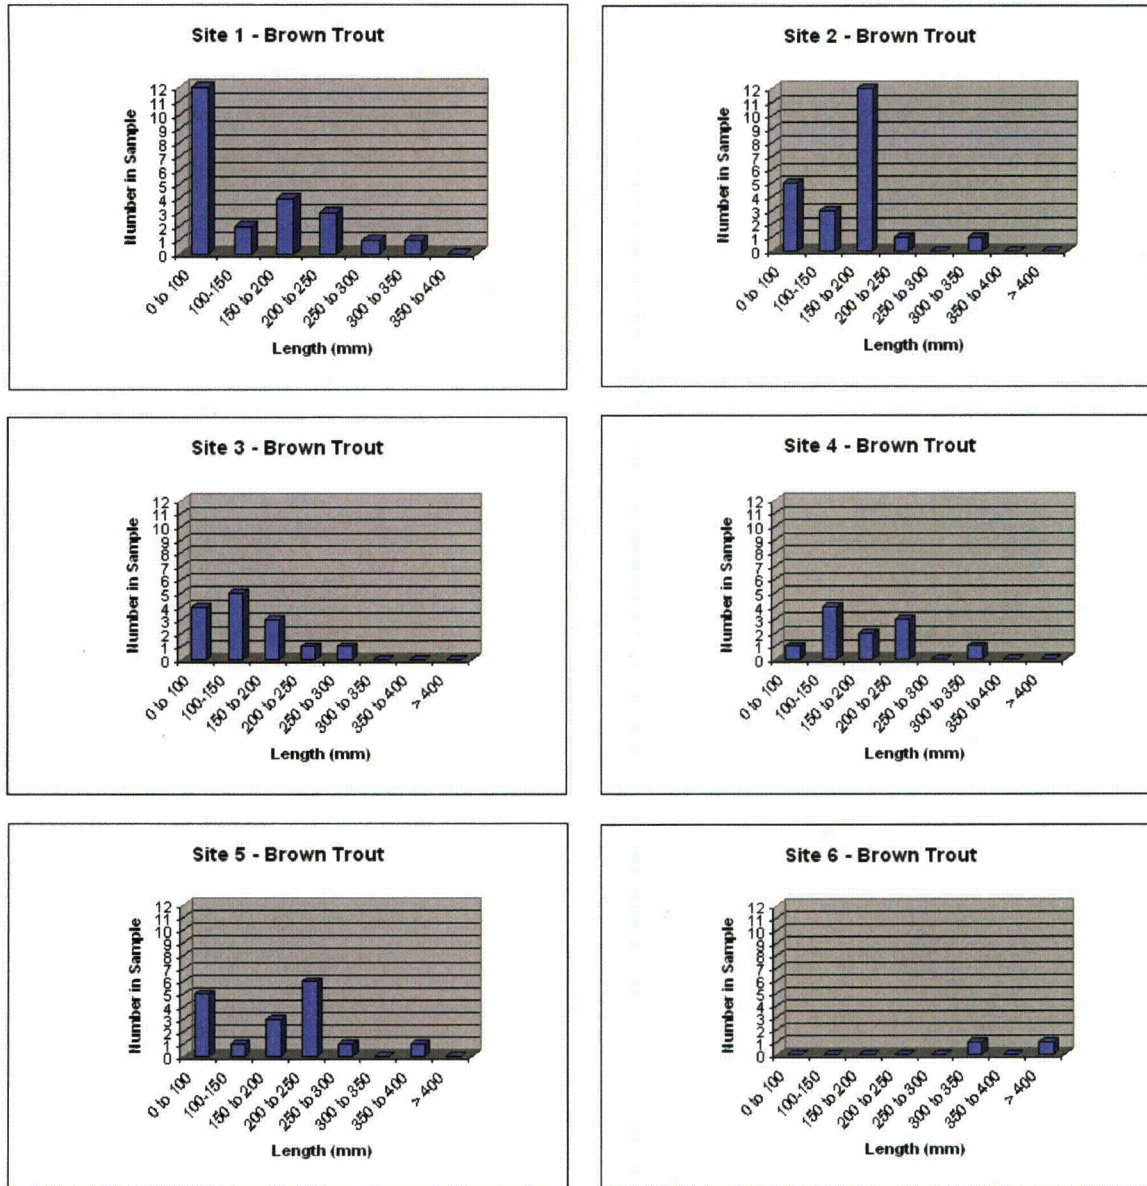 Site 1 - Brown Trout
Number in Sample
12
11
10
9
8
7
6
5
4
3
2
1
0
0 to 100
100-150
150 to 200
200 to 250
250 to 300
300 to 350
350 to 400
Length (mm)
Site 2 - Brown Trout
Number in Sample
12
11
10
9
8
7
6
5
4
3
2
1
0
0 to 100
100-150
150 to 200
200 to 250
250 to 300
300 to 350
350 to 400
> 400
Length (mm)
Site 3 - Brown Trout
Number in Sample
12
11
10
9
8
7
6
5
4
3
2
1
0
0 to 100
100-150
150 to 200
200 to 250
250 to 300
300 to 350
350 to 400
> 400
Length (mm)
Site 4 - Brown Trout
Number in Sample
12
11
10
9
8
7
6
5
4
3
2
1
0
0 to 100
100-150
150 to 200
200 to 250
250 to 300
300 to 350
350 to 400
> 400
Length (mm)
Site 5 - Brown Trout
Number in Sample
12
11
10
9
8
7
6
5
4
3
2
1
0
0 to 100
100-150
150 to 200
200 to 250
250 to 300
300 to 350
350 to 400
> 400
Length (mm)
Site 6 - Brown Trout
Number in Sample
12
11
10
9
8
7
6
5
4
3
2
1
0
0 to 100
100-150
150 to 200
200 to 250
250 to 300
300 to 350
350 to 400
> 400
Length (mm)